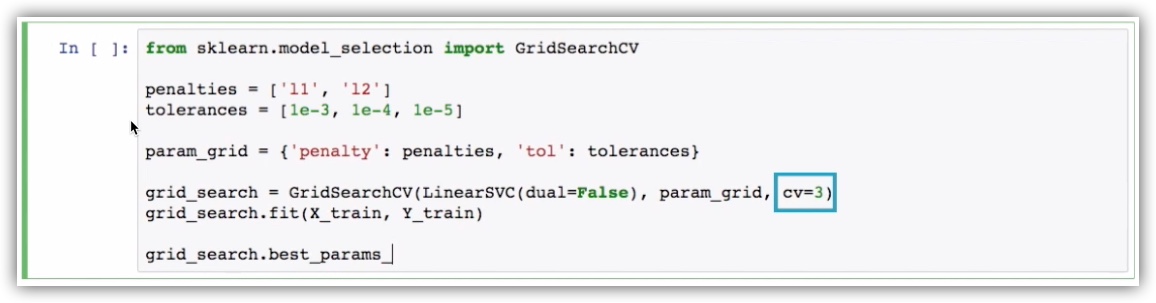 In [ ]: from sklearn.model_selection import GridSearchCV
penalties = ['l1', 'l2']
tolerances = [1e-3, 1e-4, 1e-5]
param_grid = {'penalty': penalties, 'tol': tolerances}
grid_search = GridSearchCV(LinearSVC(dual=False), param_grid, cv=3)
grid_search.fit(X_train, Y_train)
grid_search.best_params_